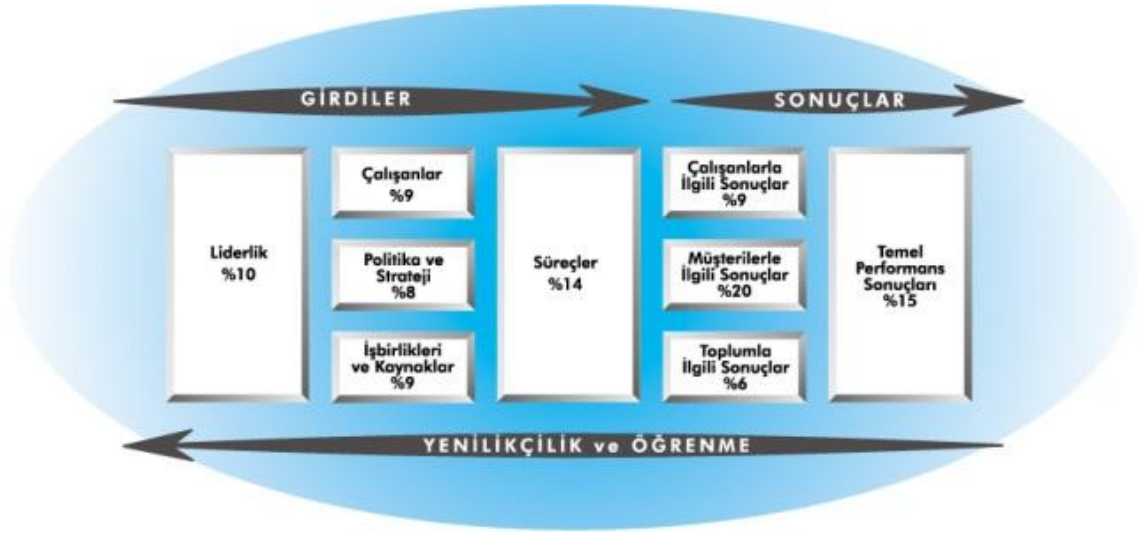 GİRDİLER
SONUÇLAR
Liderlik
%10
Çalışanlar
%9
Politika ve
Strateji
%8
İşbirlikleri
ve Kaynaklar
%9
Süreçler
%14
Çalışanlarla
İlgili Sonuçlar
%9
Müşterilerle
İlgili Sonuçlar
%20
Toplumla
İlgili Sonuçlar
%6
Temel
Performans
Sonuçları
%15
YENİLİKÇİLİK ve ÖĞRENME